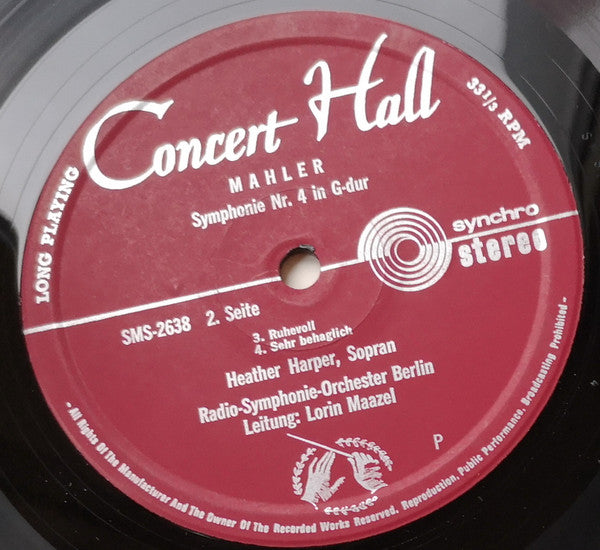 Concert Hall
LONG PLAYING
33 1/3 RPM
MAHLER
Symphonie Nr. 4 in G-dur
synchro
stereo
SMS-2638 2. Seite
3. Ruhevoll
4. Sehr behaglich
Heather Harper, Sopran
Radio-Symphonie-Orchester Berlin
Leitung: Lorin Maazel
P
- All Rights Of The Manufacturer And The Owner Of The Recorded Works Reserved. Reproduction, Public Performance, Broadcasting Prohibited -